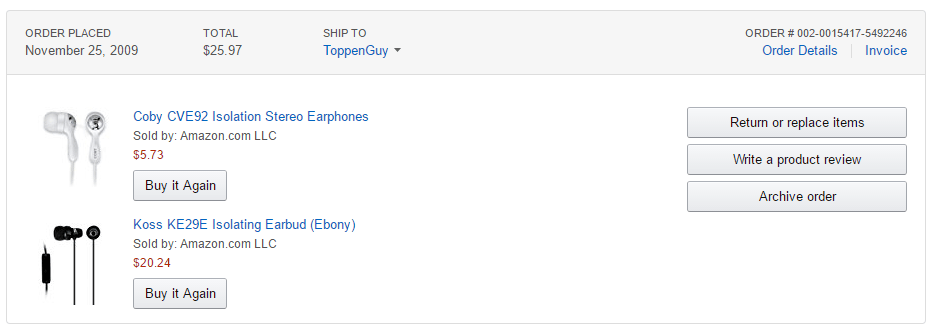 ORDER PLACED
November 25, 2009
TOTAL
$25.97
SHIP TO
ToppenGuy
ORDER # 002-0015417-5492246
Order Details Invoice
Coby CVE92 Isolation Stereo Earphones
Sold by: Amazon.com LLC
$5.73
Buy it Again
Koss KE29E Isolating Earbud (Ebony)
Sold by: Amazon.com LLC
$20.24
Buy it Again
Return or replace items
Write a product review
Archive order